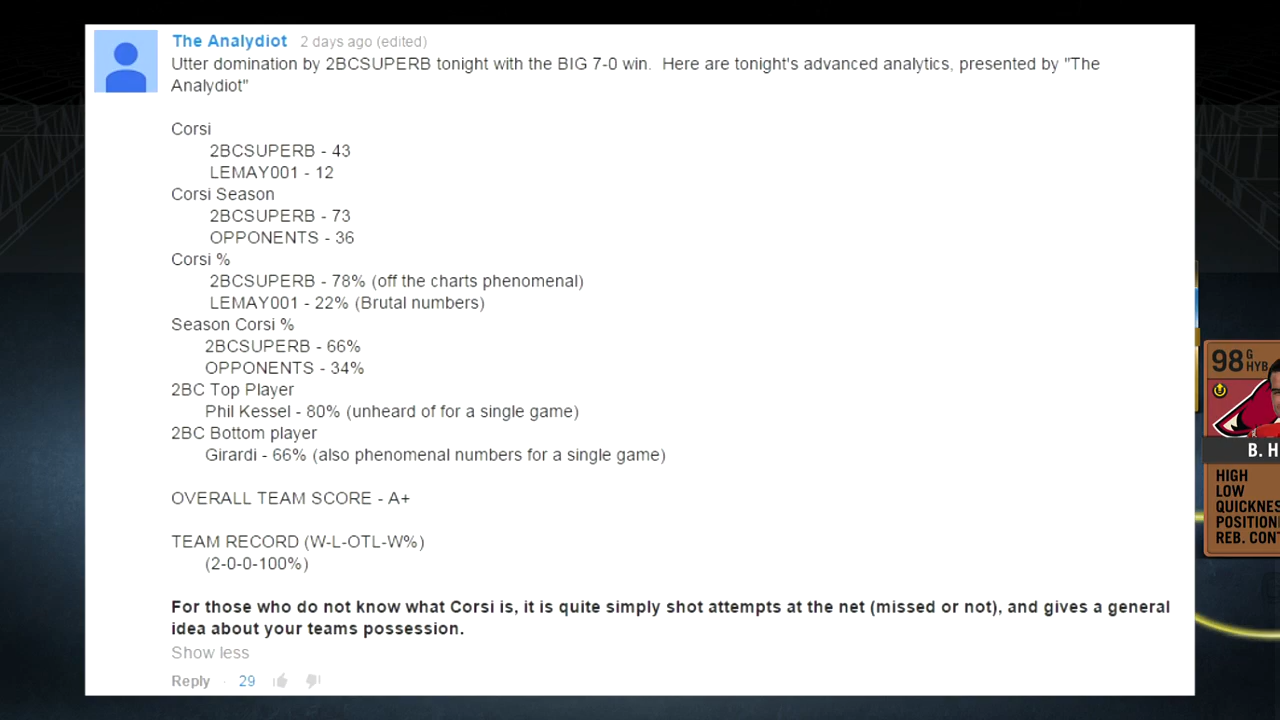 The Analydiot 2 days ago (edited)
Utter domination by 2BCSUPERB tonight with the BIG 7-0 win. Here are tonight's advanced analytics, presented by "The
Analydiot"
Corsi
2BCSUPERB - 43
LEMAY001 - 12
Corsi Season
2BCSUPERB - 73
OPPONENTS - 36
Corsi %
2BCSUPERB - 78% (off the charts phenomenal)
LEMAY001 - 22% (Brutal numbers)
Season Corsi %
2BCSUPERB - 66%
OPPONENTS - 34%
2BC Top Player
Phil Kessel - 80% (unheard of for a single game)
2BC Bottom player
Girardi - 66% (also phenomenal numbers for a single game)
OVERALL TEAM SCORE - A+
TEAM RECORD (W-L-OTL-W%)
(2-0-0-100%)
For those who do not know what Corsi is, it is quite simply shot attempts at the net (missed or not), and gives a general
idea about your teams possession.
Show less
Reply · 29
98 G
HYB
B. H
HIGH
LOW
QUICKNES
POSITION
REB. CONT